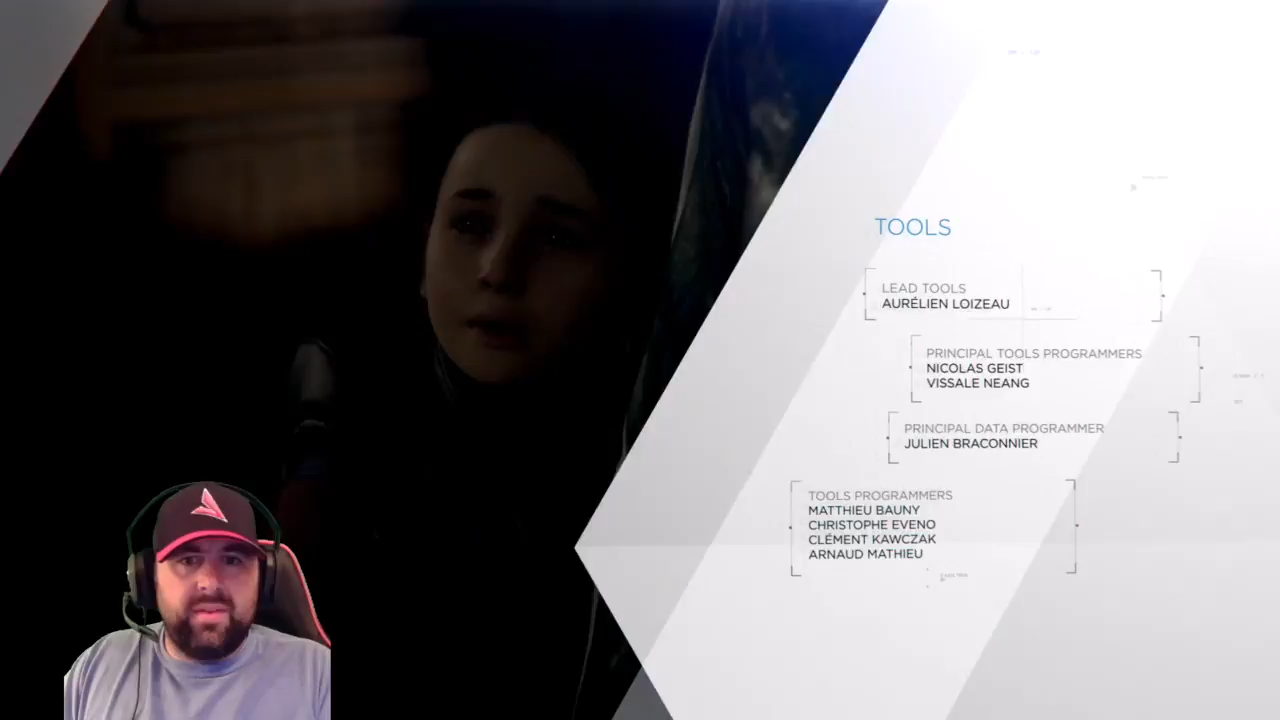 TOOLS
LEAD TOOLS
AURÉLIEN LOIZEAU
PRINCIPAL TOOLS PROGRAMMERS
NICOLAS GEIST
VISSALE NEANG
PRINCIPAL DATA PROGRAMMER
JULIEN BRACONNIER
TOOLS PROGRAMMERS
MATTHIEU BAUNY
CHRISTOPHE EVENO
CLÉMENT KAWCZAK
ARNAUD MATHIEU